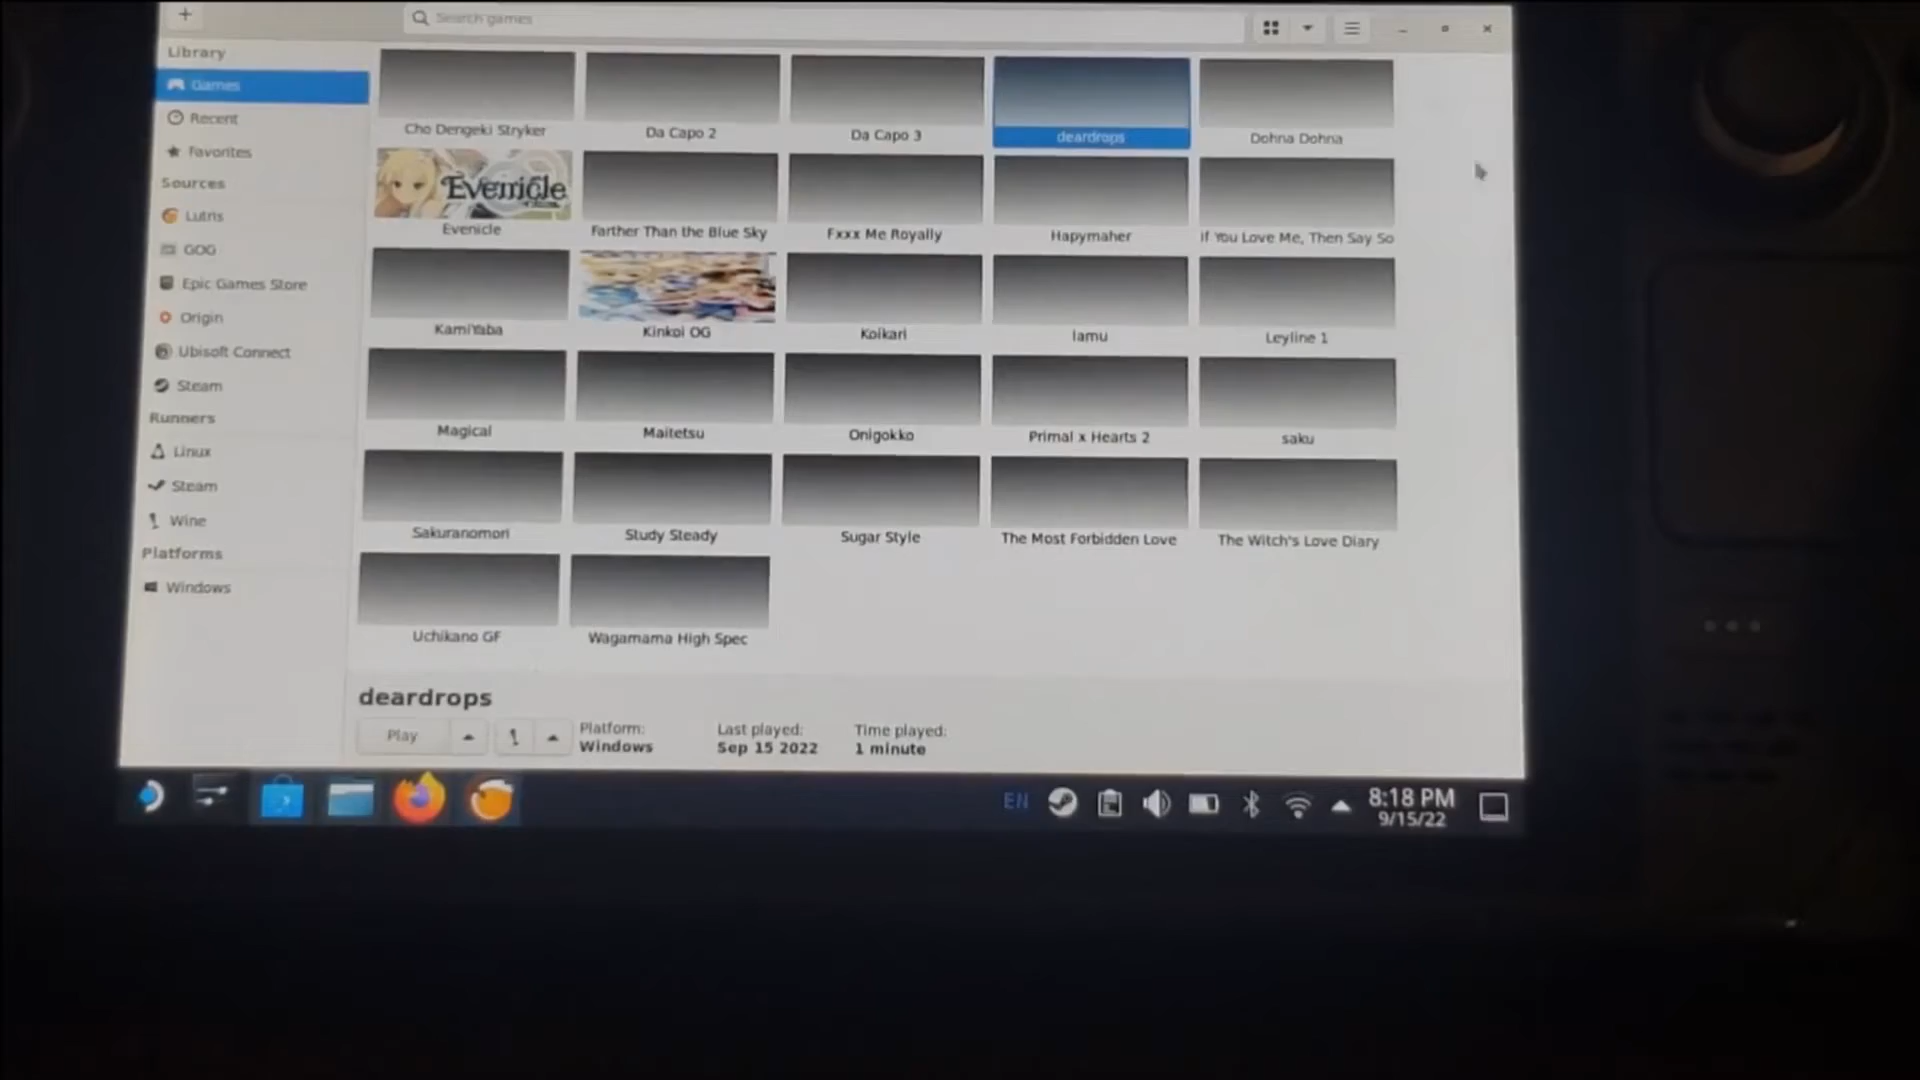 Search games
Library
Games
Recent
Favorites
Sources
Lutris
GOG
Epic Games Store
Origin
Ubisoft Connect
Steam
Runners
Linux
Steam
Wine
Platforms
Windows
Cho Dengeki Stryker
Da Capo 2
Da Capo 3
deardrops
Dohna Dohna
Evenicle
Evenicle
Farther Than the Blue Sky
Fxxx Me Royally
Hapymaher
If You Love Me, Then Say So
KamiYaba
Kinkoi OG
Koikari
lamu
Leyline 1
Magical
Maitetsu
Onigokko
Primal x Hearts 2
saku
Sakuranomori
Study Steady
Sugar Style
The Most Forbidden Love
The Witch's Love Diary
Uchikano GF
Wagamama High Spec
deardrops
Play
Platform:
Windows
Last played:
Sep 15 2022
Time played:
1 minute
EN
8:18 PM
9/15/22